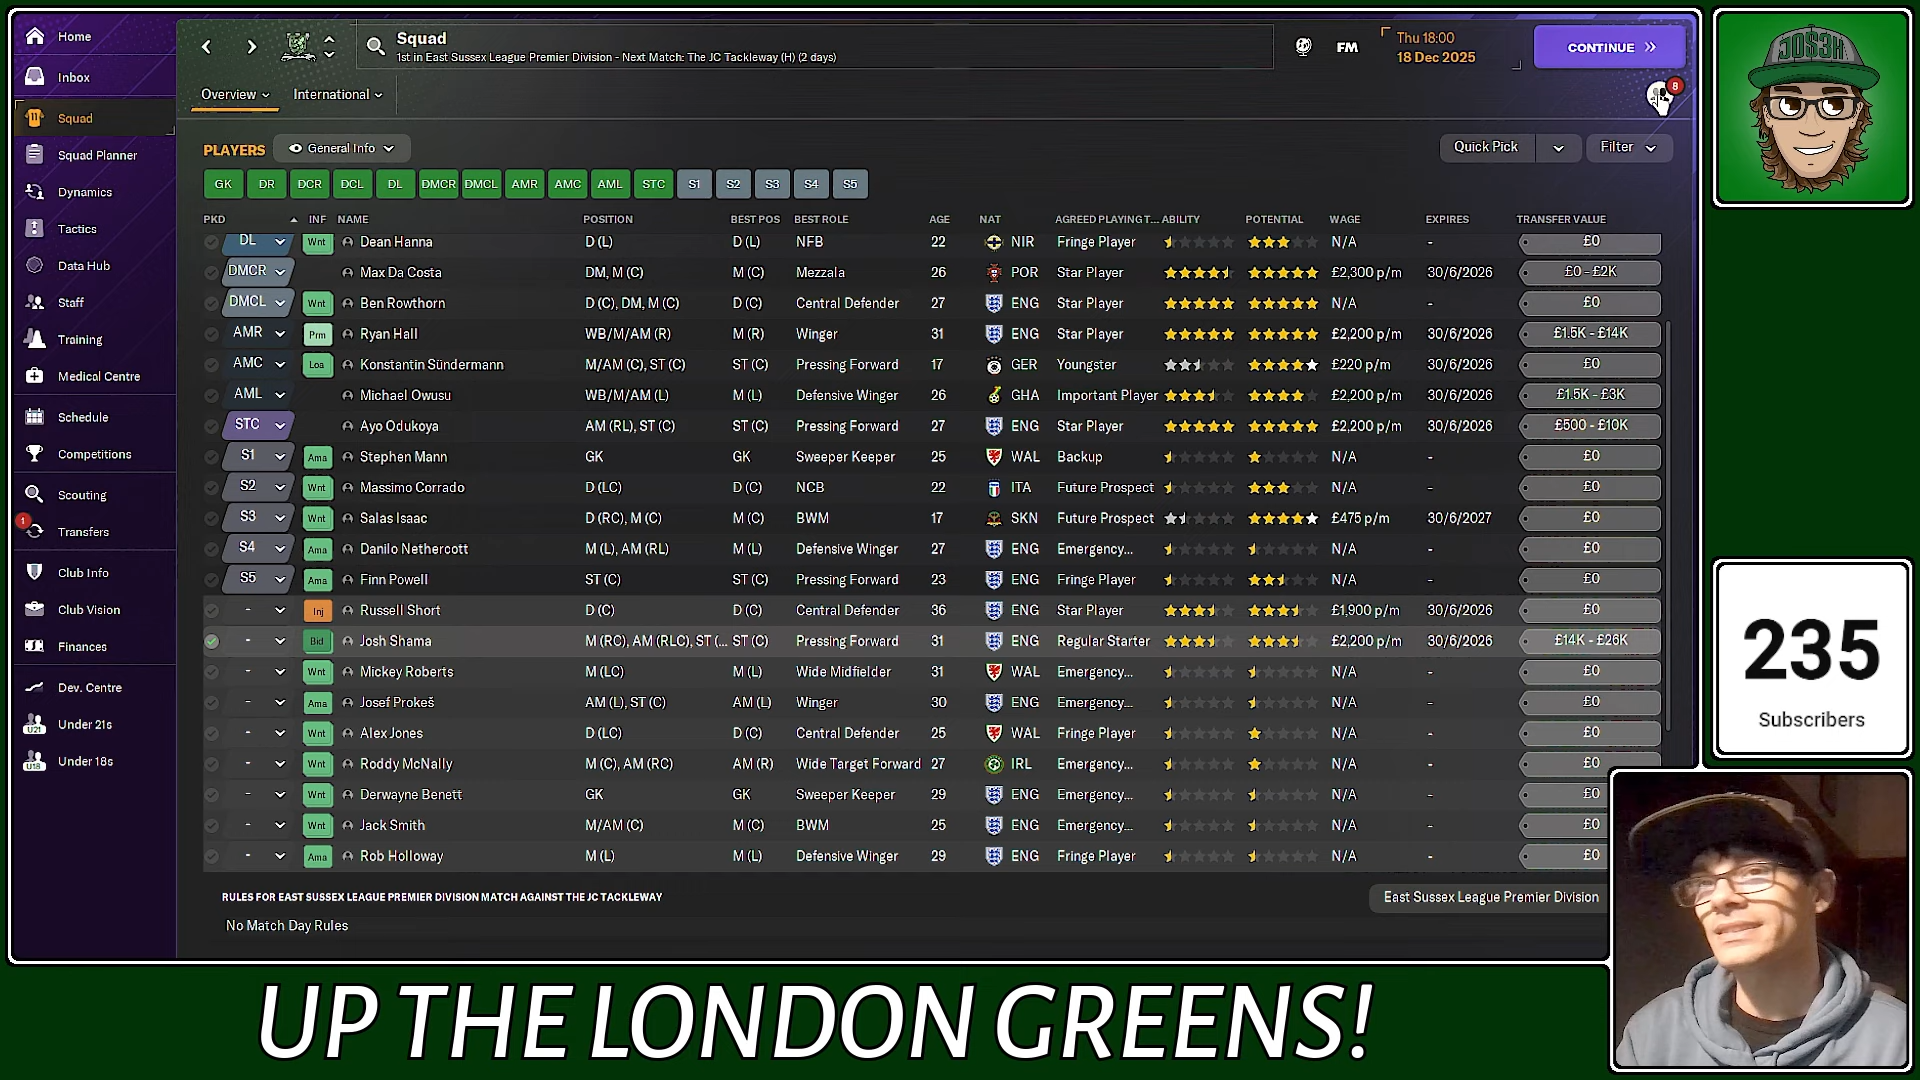 Home
Inbox
Squad
Squad Planner
Dynamics
Tactics
Data Hub
Staff
Training
Medical Centre
Schedule
Competitions
Scouting
1
Transfers
Club Info
Club Vision
Finances
Dev. Centre
U21 Under 21s
U18 Under 18s
Squad
1st in East Sussex League Premier Division - Next Match: The JC Tackleway (H) (2 days)
FM
Thu 18:00
18 Dec 2025
CONTINUE
Overview International
8
PLAYERS General Info Quick Pick Filter
GK DR DCR DCL DL DMCR DMCL AMR AMC AML STC S1 S2 S3 S4 S5
PKD INF NAME POSITION BEST POS BEST ROLE AGE NAT AGREED PLAYING T... ABILITY POTENTIAL WAGE EXPIRES TRANSFER VALUE
DL Wnt Dean Hanna D (L) D (L) NFB 22 NIR Fringe Player N/A - £0
DMCR Max Da Costa DM, M (C) M (C) Mezzala 26 POR Star Player £2,300 p/m 30/6/2026 £0 - £2K
DMCL Wnt Ben Rowthorn D (C), DM, M (C) D (C) Central Defender 27 ENG Star Player N/A - £0
AMR Prm Ryan Hall WB/M/AM (R) M (R) Winger 31 ENG Star Player £2,200 p/m 30/6/2026 £1.5K - £14K
AMC Loa Konstantin Sündermann M/AM (C), ST (C) ST (C) Pressing Forward 17 GER Youngster £220 p/m 30/6/2026 £0
AML Michael Owusu WB/M/AM (L) M (L) Defensive Winger 26 GHA Important Player £2,200 p/m 30/6/2026 £1.5K - £3K
STC Ayo Odukoya AM (RL), ST (C) ST (C) Pressing Forward 27 ENG Star Player £2,200 p/m 30/6/2026 £500 - £10K
S1 Ama Stephen Mann GK GK Sweeper Keeper 25 WAL Backup N/A - £0
S2 Wnt Massimo Corrado D (LC) D (C) NCB 22 ITA Future Prospect N/A - £0
S3 Wnt Salas Isaac D (RC), M (C) M (C) BWM 17 SKN Future Prospect £475 p/m 30/6/2027 £0
S4 Ama Danilo Nethercott M (L), AM (RL) M (L) Defensive Winger 27 ENG Emergency... N/A - £0
S5 Ama Finn Powell ST (C) ST (C) Pressing Forward 23 ENG Fringe Player N/A - £0
- Inj Russell Short D (C) D (C) Central Defender 36 ENG Star Player £1,900 p/m 30/6/2026 £0
- Bid Josh Shama M (RC), AM (RLC), ST (... ST (C) Pressing Forward 31 ENG Regular Starter £2,200 p/m 30/6/2026 £14K - £26K
- Wnt Mickey Roberts M (LC) M (L) Wide Midfielder 31 WAL Emergency... N/A - £0
- Ama Josef Prokeš AM (L), ST (C) AM (L) Winger 30 ENG Emergency... N/A - £0
- Wnt Alex Jones D (LC) D (C) Central Defender 25 WAL Fringe Player N/A - £0
- Wnt Roddy McNally M (C), AM (RC) AM (R) Wide Target Forward 27 IRL Emergency... N/A - £0
- Wnt Derwayne Benett GK GK Sweeper Keeper 29 ENG Emergency... N/A - £0
- Wnt Jack Smith M/AM (C) M (C) BWM 25 ENG Emergency... N/A - £0
- Ama Rob Holloway M (L) M (L) Defensive Winger 29 ENG Fringe Player N/A - £0
RULES FOR EAST SUSSEX LEAGUE PREMIER DIVISION MATCH AGAINST THE JC TACKLEWAY
East Sussex League Premier Division
No Match Day Rules
JO$3H
235
Subscribers
UP THE LONDON GREENS!